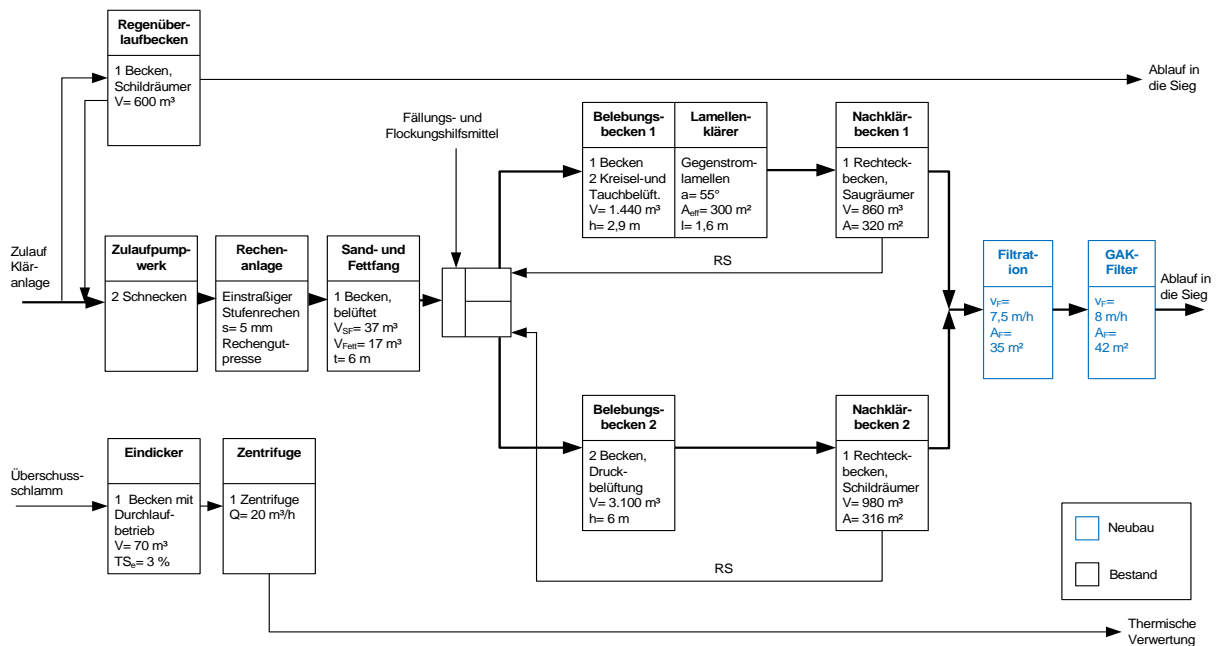 Regenüber-
laufbecken
1 Becken,
Schildräumer
V= 600 m³
Ablauf in
die Sieg
Fällungs- und
Flockungshilfsmittel
Belebungs-
becken 1
1 Becken
2 Kreisel-und
Tauchbelüft.
V= 1.440 m³
h= 2,9 m
Lamellen-
klärer
Gegenstrom-
lamellen
a= 55°
Aeff= 300 m²
l= 1,6 m
Nachklär-
becken 1
1 Rechteck-
becken,
Saugräumer
V= 860 m³
A= 320 m²
RS
Zulauf
Klär-
anlage
Zulaufpump-
werk
2 Schnecken
Rechen-
anlage
Einstraßiger
Stufenrechen
s= 5 mm
Rechengut-
presse
Sand- und
Fettfang
1 Becken,
belüftet
VSF= 37 m³
VFett= 17 m³
t= 6 m
Filtrat-
ion
vF=
7,5 m/h
AF=
35 m²
GAK-
Filter
vF=
8 m/h
AF=
42 m²
Ablauf in
die Sieg
Belebungs-
becken 2
2 Becken,
Druck-
belüftung
V= 3.100 m³
h= 6 m
Nachklär-
becken 2
1 Rechteck-
becken,
Schildräumer
V= 980 m³
A= 316 m²
RS
Überschuss-
schlamm
Eindicker
1 Becken mit
Durchlauf-
betrieb
V= 70 m³
TSe= 3 %
Zentrifuge
1 Zentrifuge
Q= 20 m³/h
Neubau
Bestand
Thermische
Verwertung